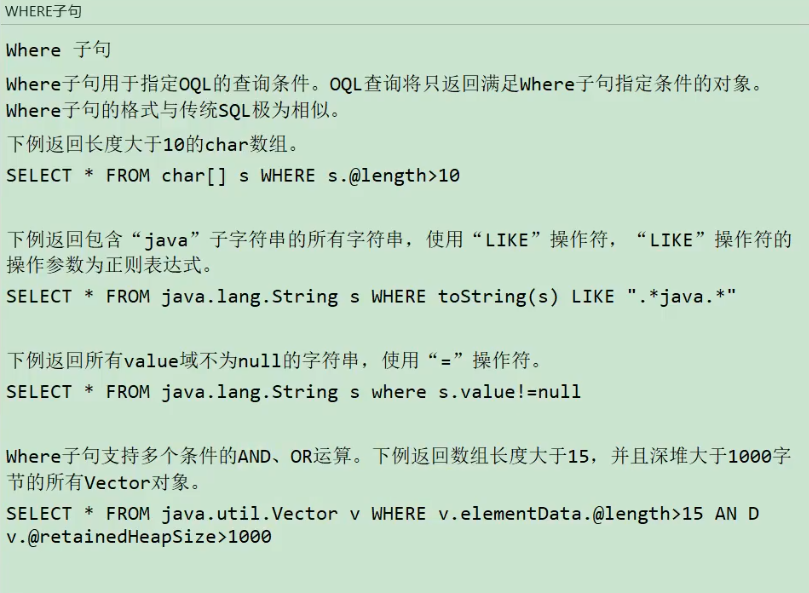 WHERE子句
Where 子句
Where子句用于指定OQL的查询条件。OQL查询将只返回满足Where子句指定条件的对象。
Where子句的格式与传统SQL极为相似。
下例返回长度大于10的char数组。
SELECT * FROM char[] s WHERE s.@length>10
下例返回包含“java”子字符串的所有字符串，使用“LIKE”操作符，“LIKE”操作符的
操作参数为正则表达式。
SELECT * FROM java.lang.String s WHERE toString(s) LIKE ".*java.*"
下例返回所有value域不为null的字符串，使用“=”操作符。
SELECT * FROM java.lang.String s where s.value!=null
Where子句支持多个条件的AND、OR运算。下例返回数组长度大于15，并且深堆大于1000字
节的所有Vector对象。
SELECT * FROM java.util.Vector v WHERE v.elementData.@length>15 AN D
v.@retainedHeapSize>1000